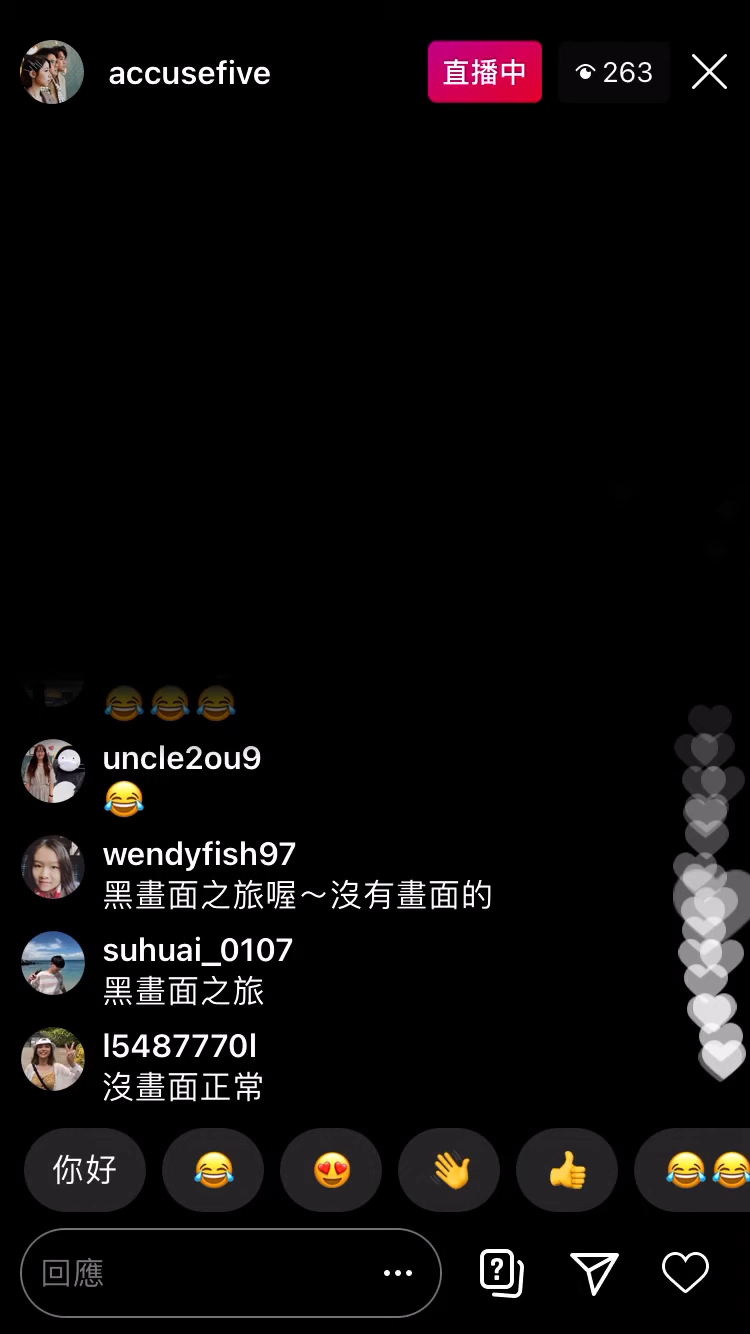 accusefive
直播中
263
😂😂😂
uncle2ou9
😂
wendyfish97
黑畫面之旅喔～沒有畫面的
suhuai_0107
黑畫面之旅
l5487770l
沒畫面正常
你好 😂 😍 👋 👍 😂😂
回應